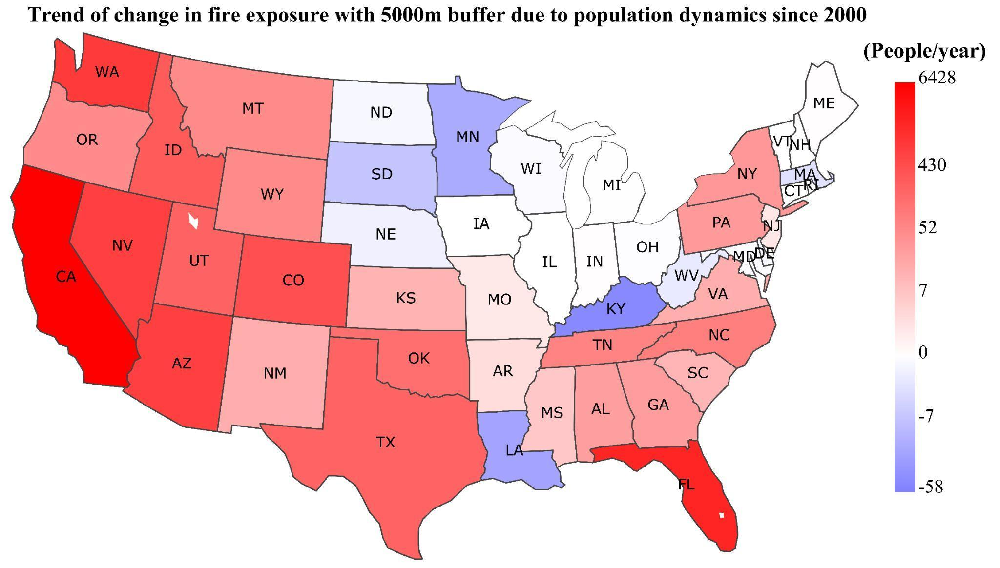 Trend of change in fire exposure with 5000m buffer due to population dynamics since 2000
(People/year)
6428
430
52
7
0
-7
-58
WA
MT
ND
MN
ME
OR
ID
SD
WI
VT
NH
WY
MI
NY
MA
RI
CT
NV
UT
NE
IA
PA
NJ
CA
CO
IL
IN
OH
MD
DE
WV
KS
MO
KY
VA
AZ
NM
OK
AR
TN
NC
SC
TX
LA
MS
AL
GA
FL